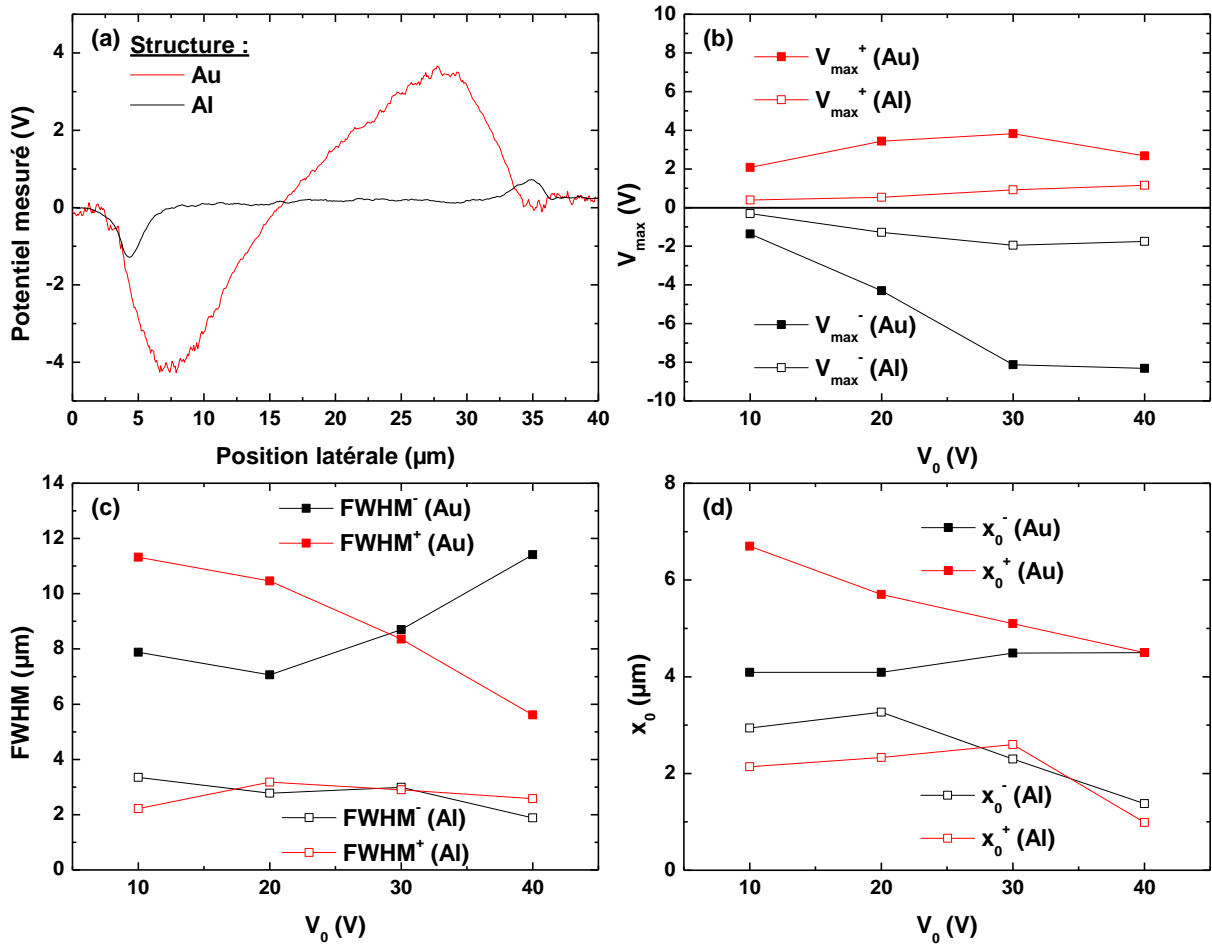 (a)
Structure :
Au
Al
Potentiel mesuré (V)
4
2
0
-2
-4
0 5 10 15 20 25 30 35 40
Position latérale (µm)
(b)
Vmax+ (Au)
Vmax+ (Al)
Vmax- (Au)
Vmax- (Al)
Vmax (V)
10
8
6
4
2
0
-2
-4
-6
-8
-10
10 20 30 40
V0 (V)
(c)
FWHM- (Au)
FWHM+ (Au)
FWHM- (Al)
FWHM+ (Al)
FWHM (µm)
14
12
10
8
6
4
2
0
10 20 30 40
V0 (V)
(d)
x0- (Au)
x0+ (Au)
x0- (Al)
x0+ (Al)
x0 (µm)
8
6
4
2
0
10 20 30 40
V0 (V)